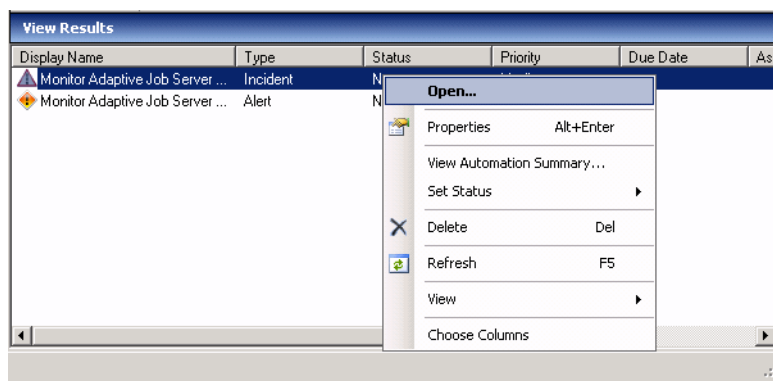 View Results
Display Name Type Status Priority Due Date As
Monitor Adaptive Job Server ... Incident N
Monitor Adaptive Job Server ... Alert N
Open...
Properties Alt+Enter
View Automation Summary...
Set Status
Delete Del
Refresh F5
View
Choose Columns